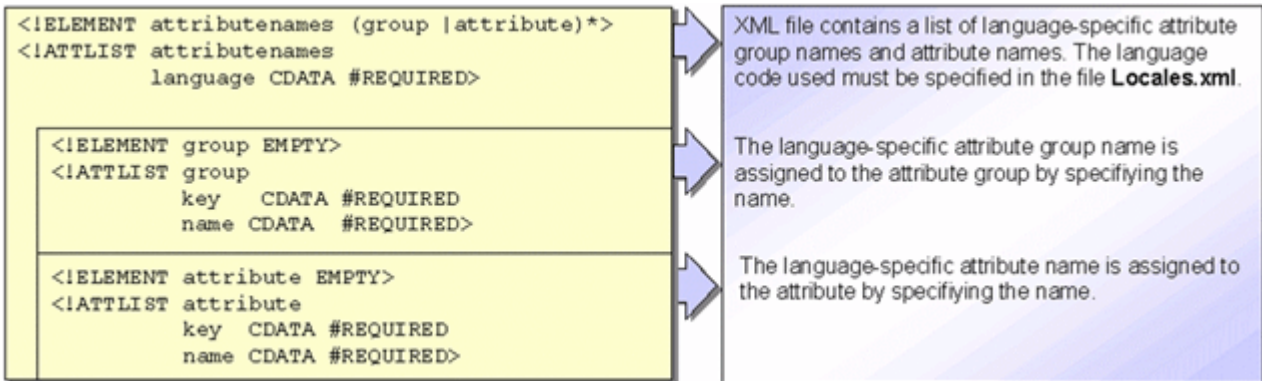 <!ELEMENT attributenames (group |attribute)*>
<!ATTLIST attributenames
language CDATA #REQUIRED>
<!ELEMENT group EMPTY>
<!ATTLIST group
key CDATA #REQUIRED
name CDATA #REQUIRED>
<!ELEMENT attribute EMPTY>
<!ATTLIST attribute
key CDATA #REQUIRED
name CDATA #REQUIRED>
XML file contains a list of language-specific attribute
group names and attribute names. The language
code used must be specified in the file Locales.xml.
The language-specific attribute group name is
assigned to the attribute group by specifiying the
name.
The language-specific attribute name is assigned to
the attribute by specifiying the name.